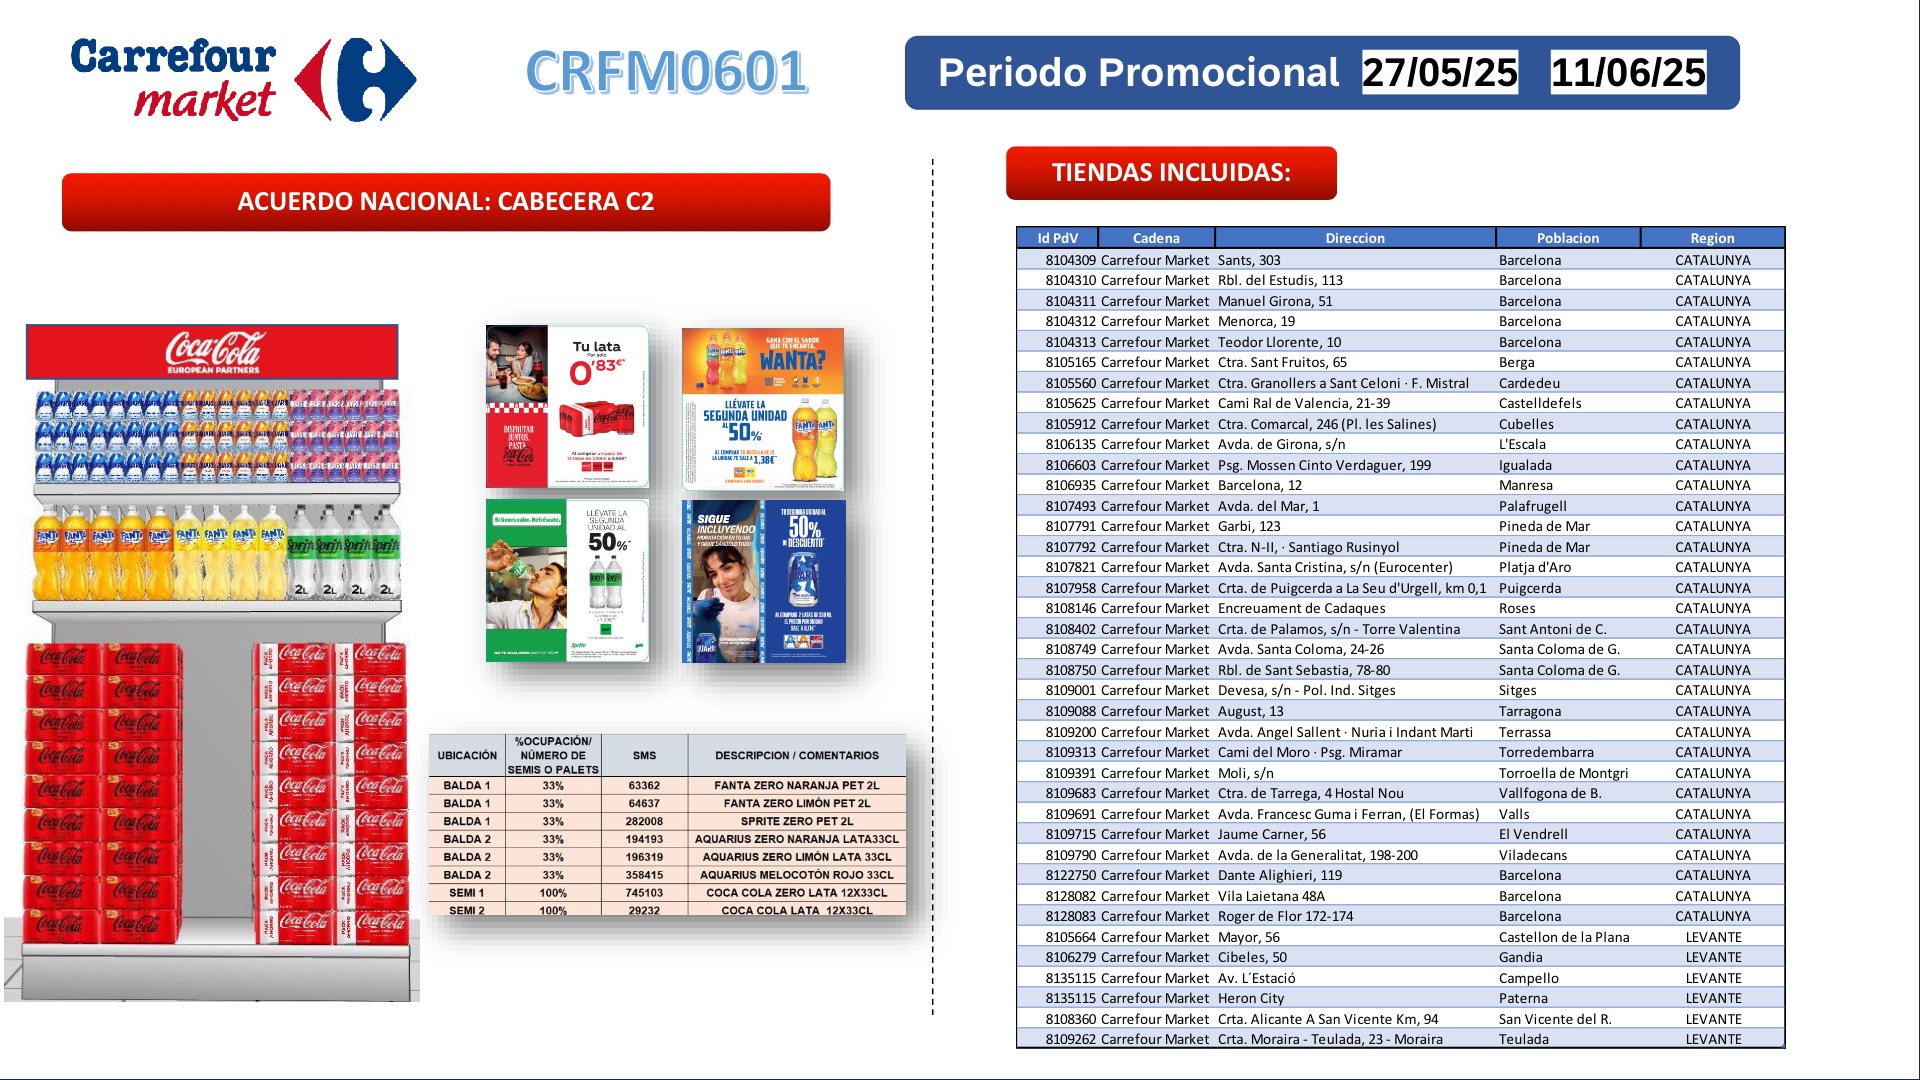 Carrefour
market
CRFM0601
Periodo Promocional 27/05/25 11/06/25
ACUERDO NACIONAL: CABECERA C2
Coca-Cola
EUROPEAN PARTNERS
Tu lata
Por solo
0'83€*
DISFRUTAR
JUNTOS,
PASTA
Coca-Cola
GANA CON EL SABOR
QUE TE ENCANTA.
WANTA?
LLÉVATE LA
SEGUNDA UNIDAD
AL 50%*
1,38€*
Si tienes calor. Refréscate.
LLÉVATE LA
SEGUNDA
UNIDAD AL
50%*
Sprite
SIGUE
INCLUYENDO
TU SEGUNDA UNIDAD AL
50%
DE DESCUENTO*
UBICACIÓN %OCUPACIÓN/ NÚMERO DE SEMIS O PALETS SMS DESCRIPCION / COMENTARIOS
BALDA 1 33% 63362 FANTA ZERO NARANJA PET 2L
BALDA 1 33% 64637 FANTA ZERO LIMÓN PET 2L
BALDA 1 33% 282008 SPRITE ZERO PET 2L
BALDA 2 33% 194193 AQUARIUS ZERO NARANJA LATA33CL
BALDA 2 33% 196319 AQUARIUS ZERO LIMÓN LATA 33CL
BALDA 2 33% 358415 AQUARIUS MELOCOTÓN ROJO 33CL
SEMI 1 100% 745103 COCA COLA ZERO LATA 12X33CL
SEMI 2 100% 29232 COCA COLA LATA 12X33CL
TIENDAS INCLUIDAS:
Id PdV Cadena Direccion Poblacion Region
8104309 Carrefour Market Sants, 303 Barcelona CATALUNYA
8104310 Carrefour Market Rbl. del Estudis, 113 Barcelona CATALUNYA
8104311 Carrefour Market Manuel Girona, 51 Barcelona CATALUNYA
8104312 Carrefour Market Menorca, 19 Barcelona CATALUNYA
8104313 Carrefour Market Teodor Llorente, 10 Barcelona CATALUNYA
8105165 Carrefour Market Ctra. Sant Fruitos, 65 Berga CATALUNYA
8105560 Carrefour Market Ctra. Granollers a Sant Celoni · F. Mistral Cardedeu CATALUNYA
8105625 Carrefour Market Cami Ral de Valencia, 21-39 Castelldefels CATALUNYA
8105912 Carrefour Market Ctra. Comarcal, 246 (Pl. les Salines) Cubelles CATALUNYA
8106135 Carrefour Market Avda. de Girona, s/n L'Escala CATALUNYA
8106603 Carrefour Market Psg. Mossen Cinto Verdaguer, 199 Igualada CATALUNYA
8106935 Carrefour Market Barcelona, 12 Manresa CATALUNYA
8107493 Carrefour Market Avda. del Mar, 1 Palafrugell CATALUNYA
8107791 Carrefour Market Garbi, 123 Pineda de Mar CATALUNYA
8107792 Carrefour Market Ctra. N-II, · Santiago Rusinyol Pineda de Mar CATALUNYA
8107821 Carrefour Market Avda. Santa Cristina, s/n (Eurocenter) Platja d'Aro CATALUNYA
8107958 Carrefour Market Crta. de Puigcerda a La Seu d'Urgell, km 0,1 Puigcerda CATALUNYA
8108146 Carrefour Market Encreuament de Cadaques Roses CATALUNYA
8108402 Carrefour Market Crta. de Palamos, s/n - Torre Valentina Sant Antoni de C. CATALUNYA
8108749 Carrefour Market Avda. Santa Coloma, 24-26 Santa Coloma de G. CATALUNYA
8108750 Carrefour Market Rbl. de Sant Sebastia, 78-80 Santa Coloma de G. CATALUNYA
8109001 Carrefour Market Devesa, s/n - Pol. Ind. Sitges Sitges CATALUNYA
8109088 Carrefour Market August, 13 Tarragona CATALUNYA
8109200 Carrefour Market Avda. Angel Sallent · Nuria i Indant Marti Terrassa CATALUNYA
8109313 Carrefour Market Cami del Moro · Psg. Miramar Torredembarra CATALUNYA
8109391 Carrefour Market Moli, s/n Torroella de Montgri CATALUNYA
8109683 Carrefour Market Ctra. de Tarrega, 4 Hostal Nou Vallfogona de B. CATALUNYA
8109691 Carrefour Market Avda. Francesc Guma i Ferran, (El Formas) Valls CATALUNYA
8109715 Carrefour Market Jaume Carner, 56 El Vendrell CATALUNYA
8109790 Carrefour Market Avda. de la Generalitat, 198-200 Viladecans CATALUNYA
8122750 Carrefour Market Dante Alighieri, 119 Barcelona CATALUNYA
8128082 Carrefour Market Vila Laietana 48A Barcelona CATALUNYA
8128083 Carrefour Market Roger de Flor 172-174 Barcelona CATALUNYA
8105664 Carrefour Market Mayor, 56 Castellon de la Plana LEVANTE
8106279 Carrefour Market Cibeles, 50 Gandia LEVANTE
8135115 Carrefour Market Av. L´Estació Campello LEVANTE
8135115 Carrefour Market Heron City Paterna LEVANTE
8108360 Carrefour Market Crta. Alicante A San Vicente Km, 94 San Vicente del R. LEVANTE
8109262 Carrefour Market Crta. Moraira - Teulada, 23 - Moraira Teulada LEVANTE